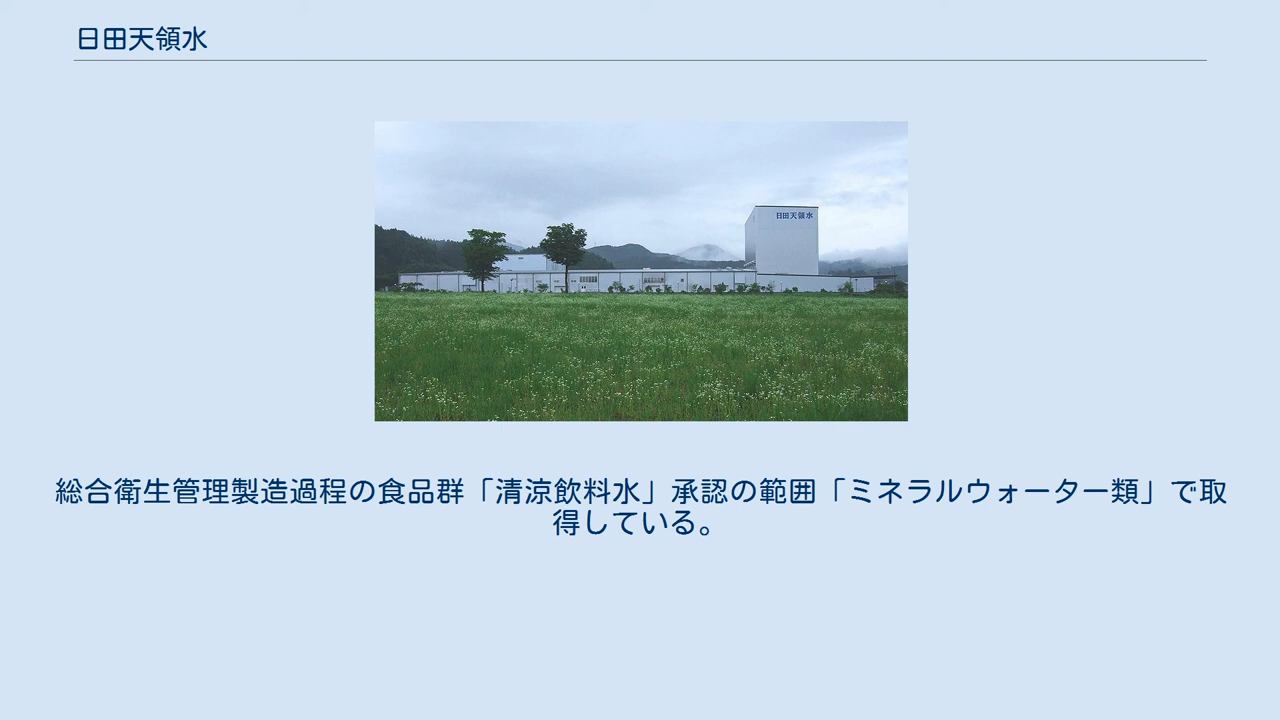 日田天領水
日田天領水
総合衛生管理製造過程の食品群「清涼飲料水」承認の範囲「ミネラルウォーター類」で取
得している。